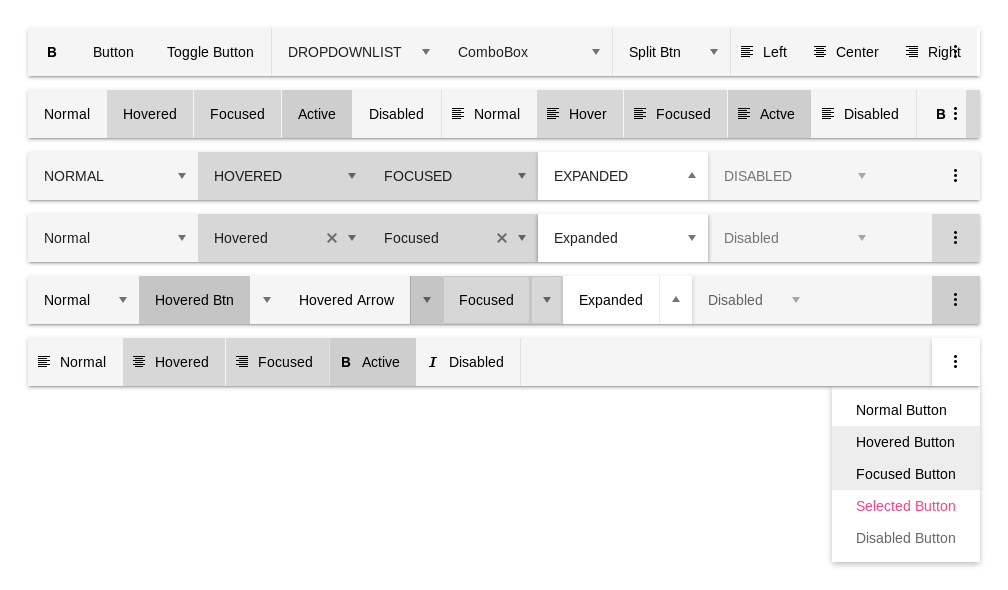 B Button Toggle Button DROPDOWNLIST ComboBox Split Btn Left Center Right
Normal Hovered Focused Active Disabled Normal Hover Focused Actve Disabled B
NORMAL HOVERED FOCUSED EXPANDED DISABLED
Normal Hovered Focused Expanded Disabled
Normal Hovered Btn Hovered Arrow Focused Expanded Disabled
Normal Hovered Focused B Active I Disabled
Normal Button
Hovered Button
Focused Button
Selected Button
Disabled Button